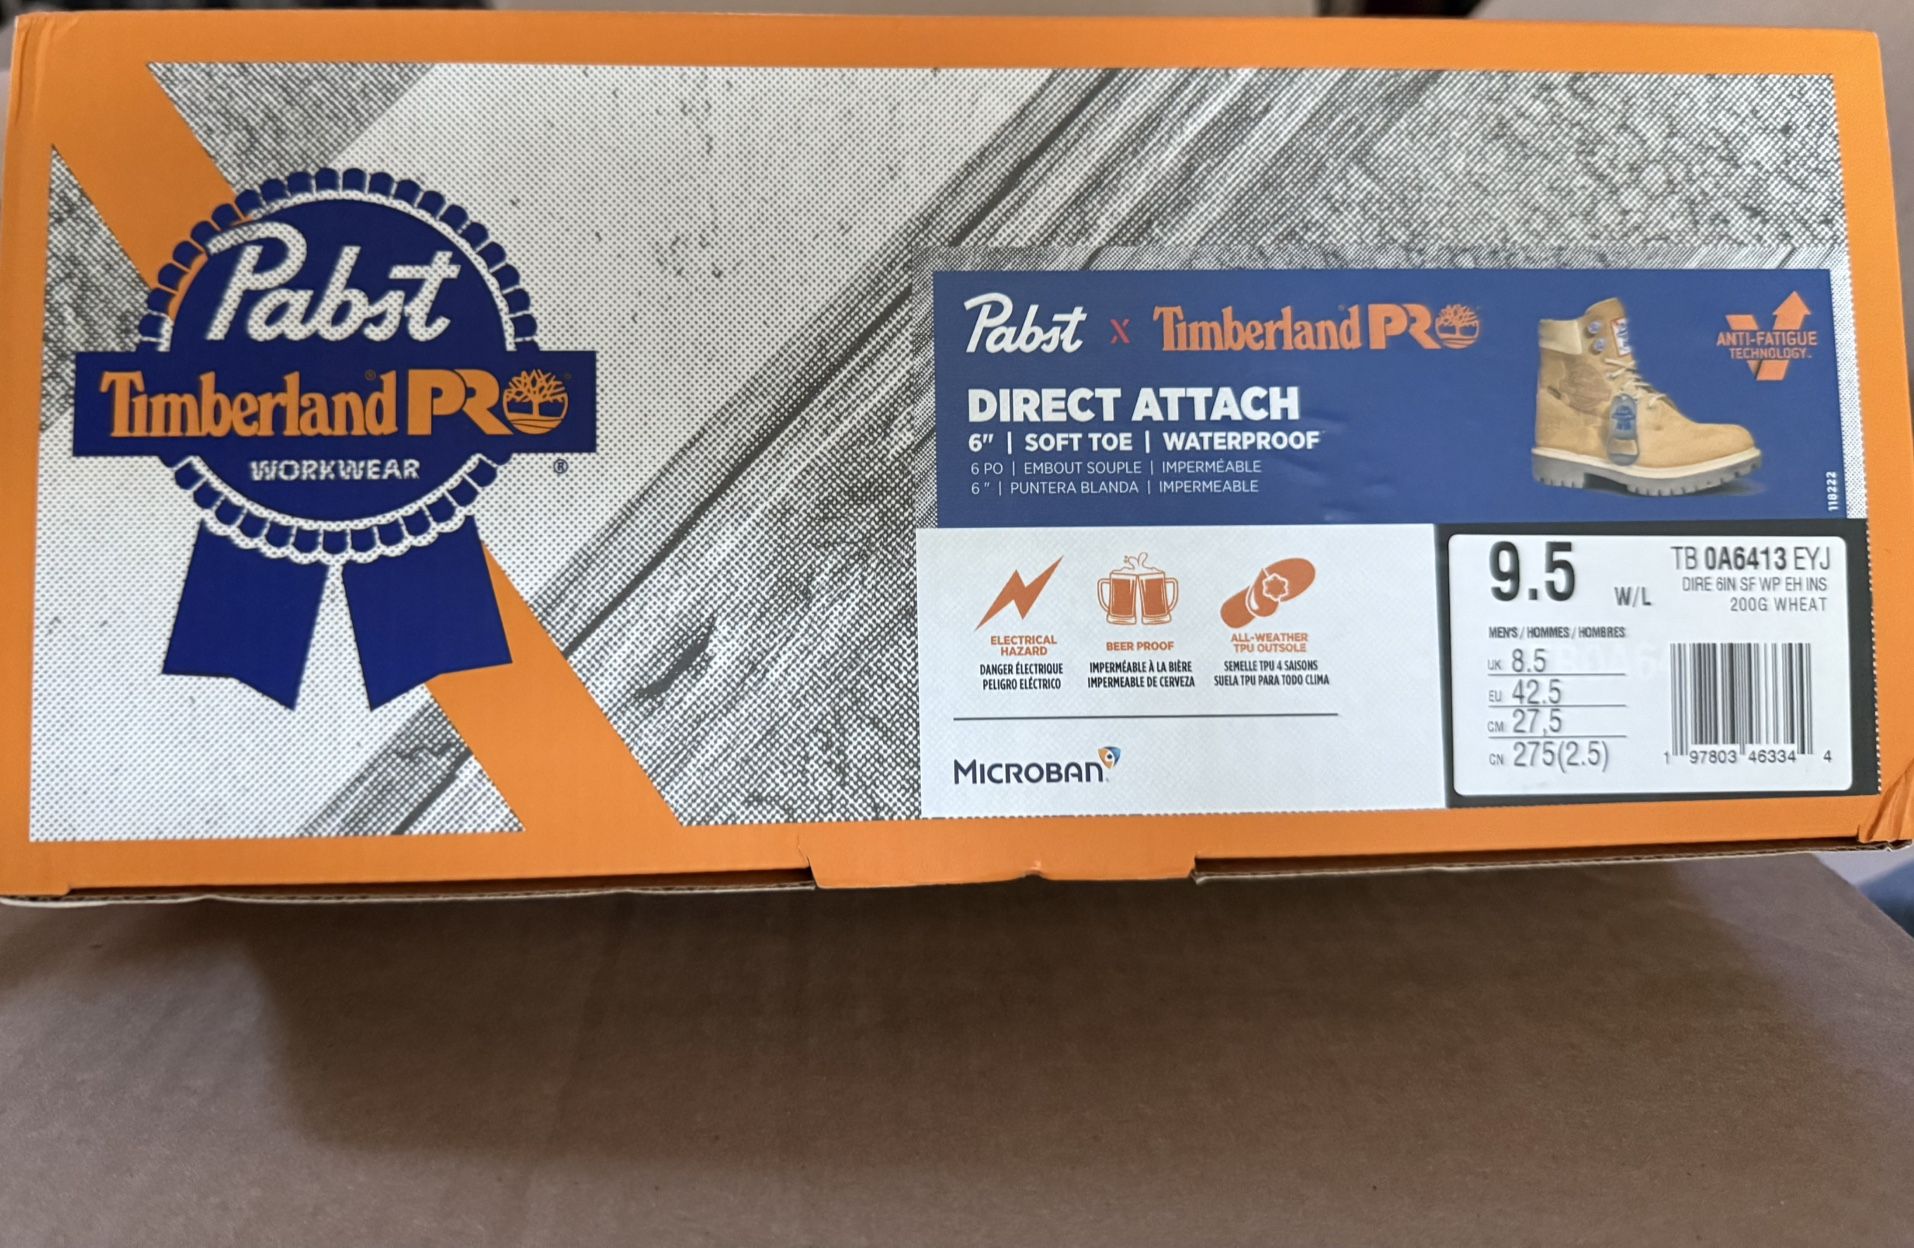 Pabst
Timberland® PRO
WORKWEAR
®
Pabst x Timberland PRO
DIRECT ATTACH
6" | SOFT TOE | WATERPROOF
6 PO | EMBOUT SOUPLE | IMPERMÉABLE
6" | PUNTERA BLANDA | IMPERMEABLE
ANTI-FATIGUE
TECHNOLOGY™
118222
ELECTRICAL
HAZARD
DANGER ÉLECTRIQUE
PELIGRO ELÉCTRICO
BEER PROOF
IMPERMÉABLE À LA BIÈRE
IMPERMEABLE DE CERVEZA
ALL-WEATHER
TPU OUTSOLE
SEMELLE TPU 4 SAISONS
SUELA TPU PARA TODO CLIMA
MICROBAN
9.5 W/L
TB 0A6413 EYJ
DIRE 6IN SF WP EH INS
200G WHEAT
MEN'S / HOMMES / HOMBRES
UK 8.5
EU 42.5
CM 27,5
CN 275(2.5)
1 97803 46334 4